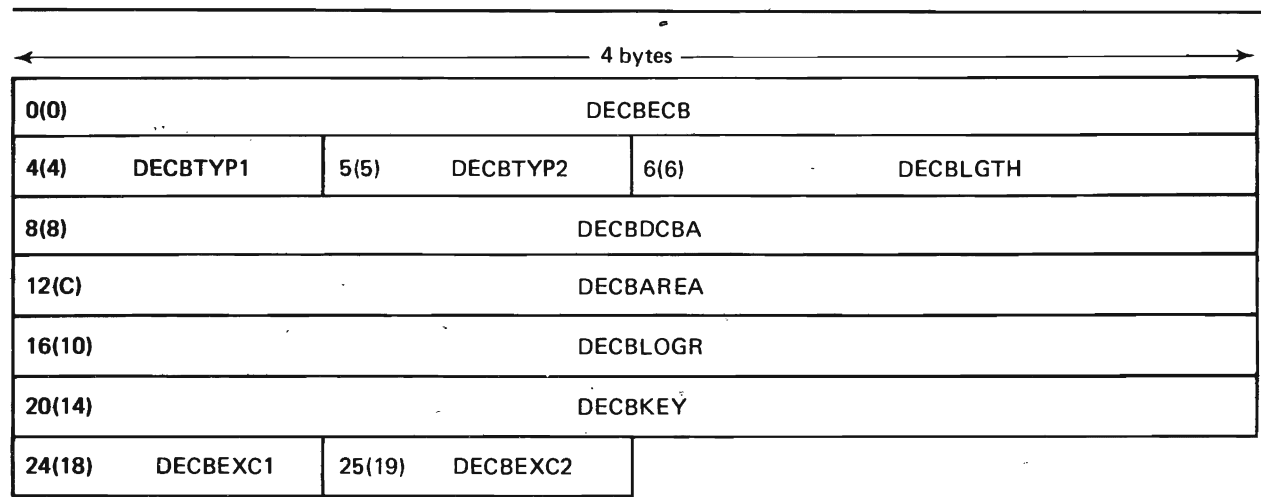 4 bytes
0(0) DECBECB
4(4) DECBTYP1 5(5) DECBTYP2 6(6) DECBLGTH
8(8) DECBDCBA
12(C) DECBAREA
16(10) DECBLOGR
20(14) DECBKEY
24(18) DECBEXC1 25(19) DECBEXC2